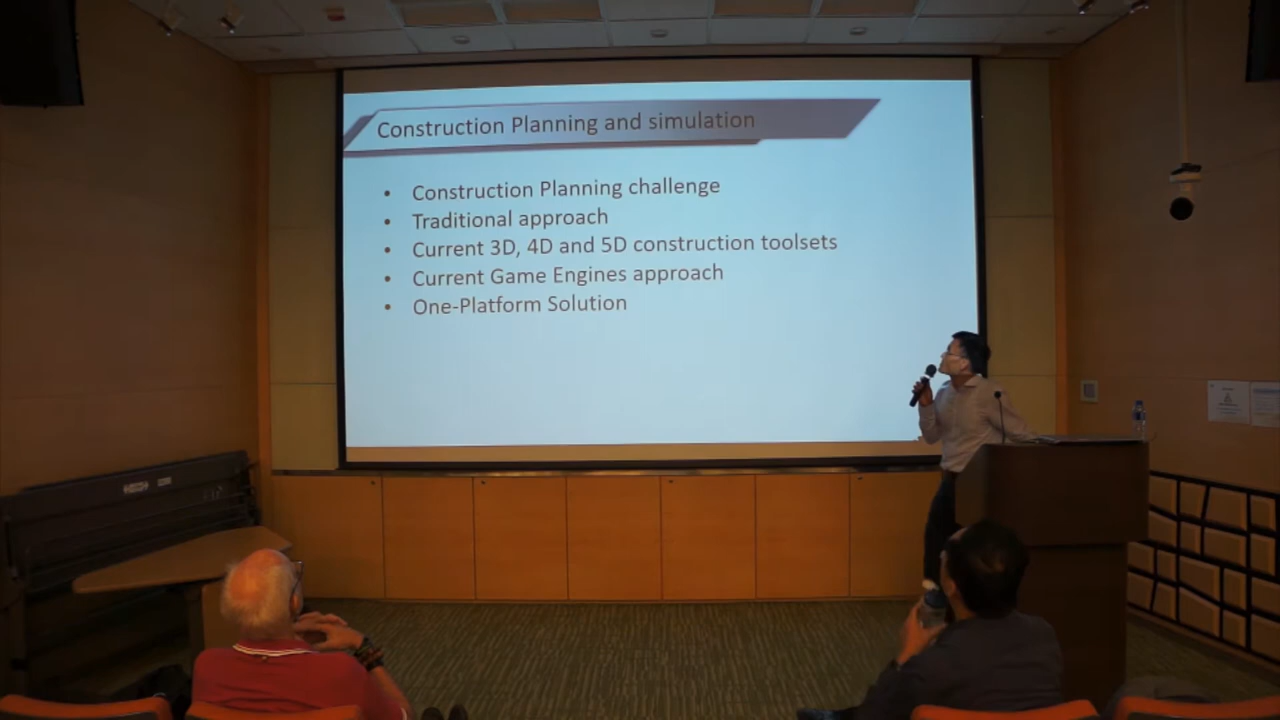 Construction Planning and simulation
• Construction Planning challenge
• Traditional approach
• Current 3D, 4D and 5D construction toolsets
• Current Game Engines approach
• One-Platform Solution